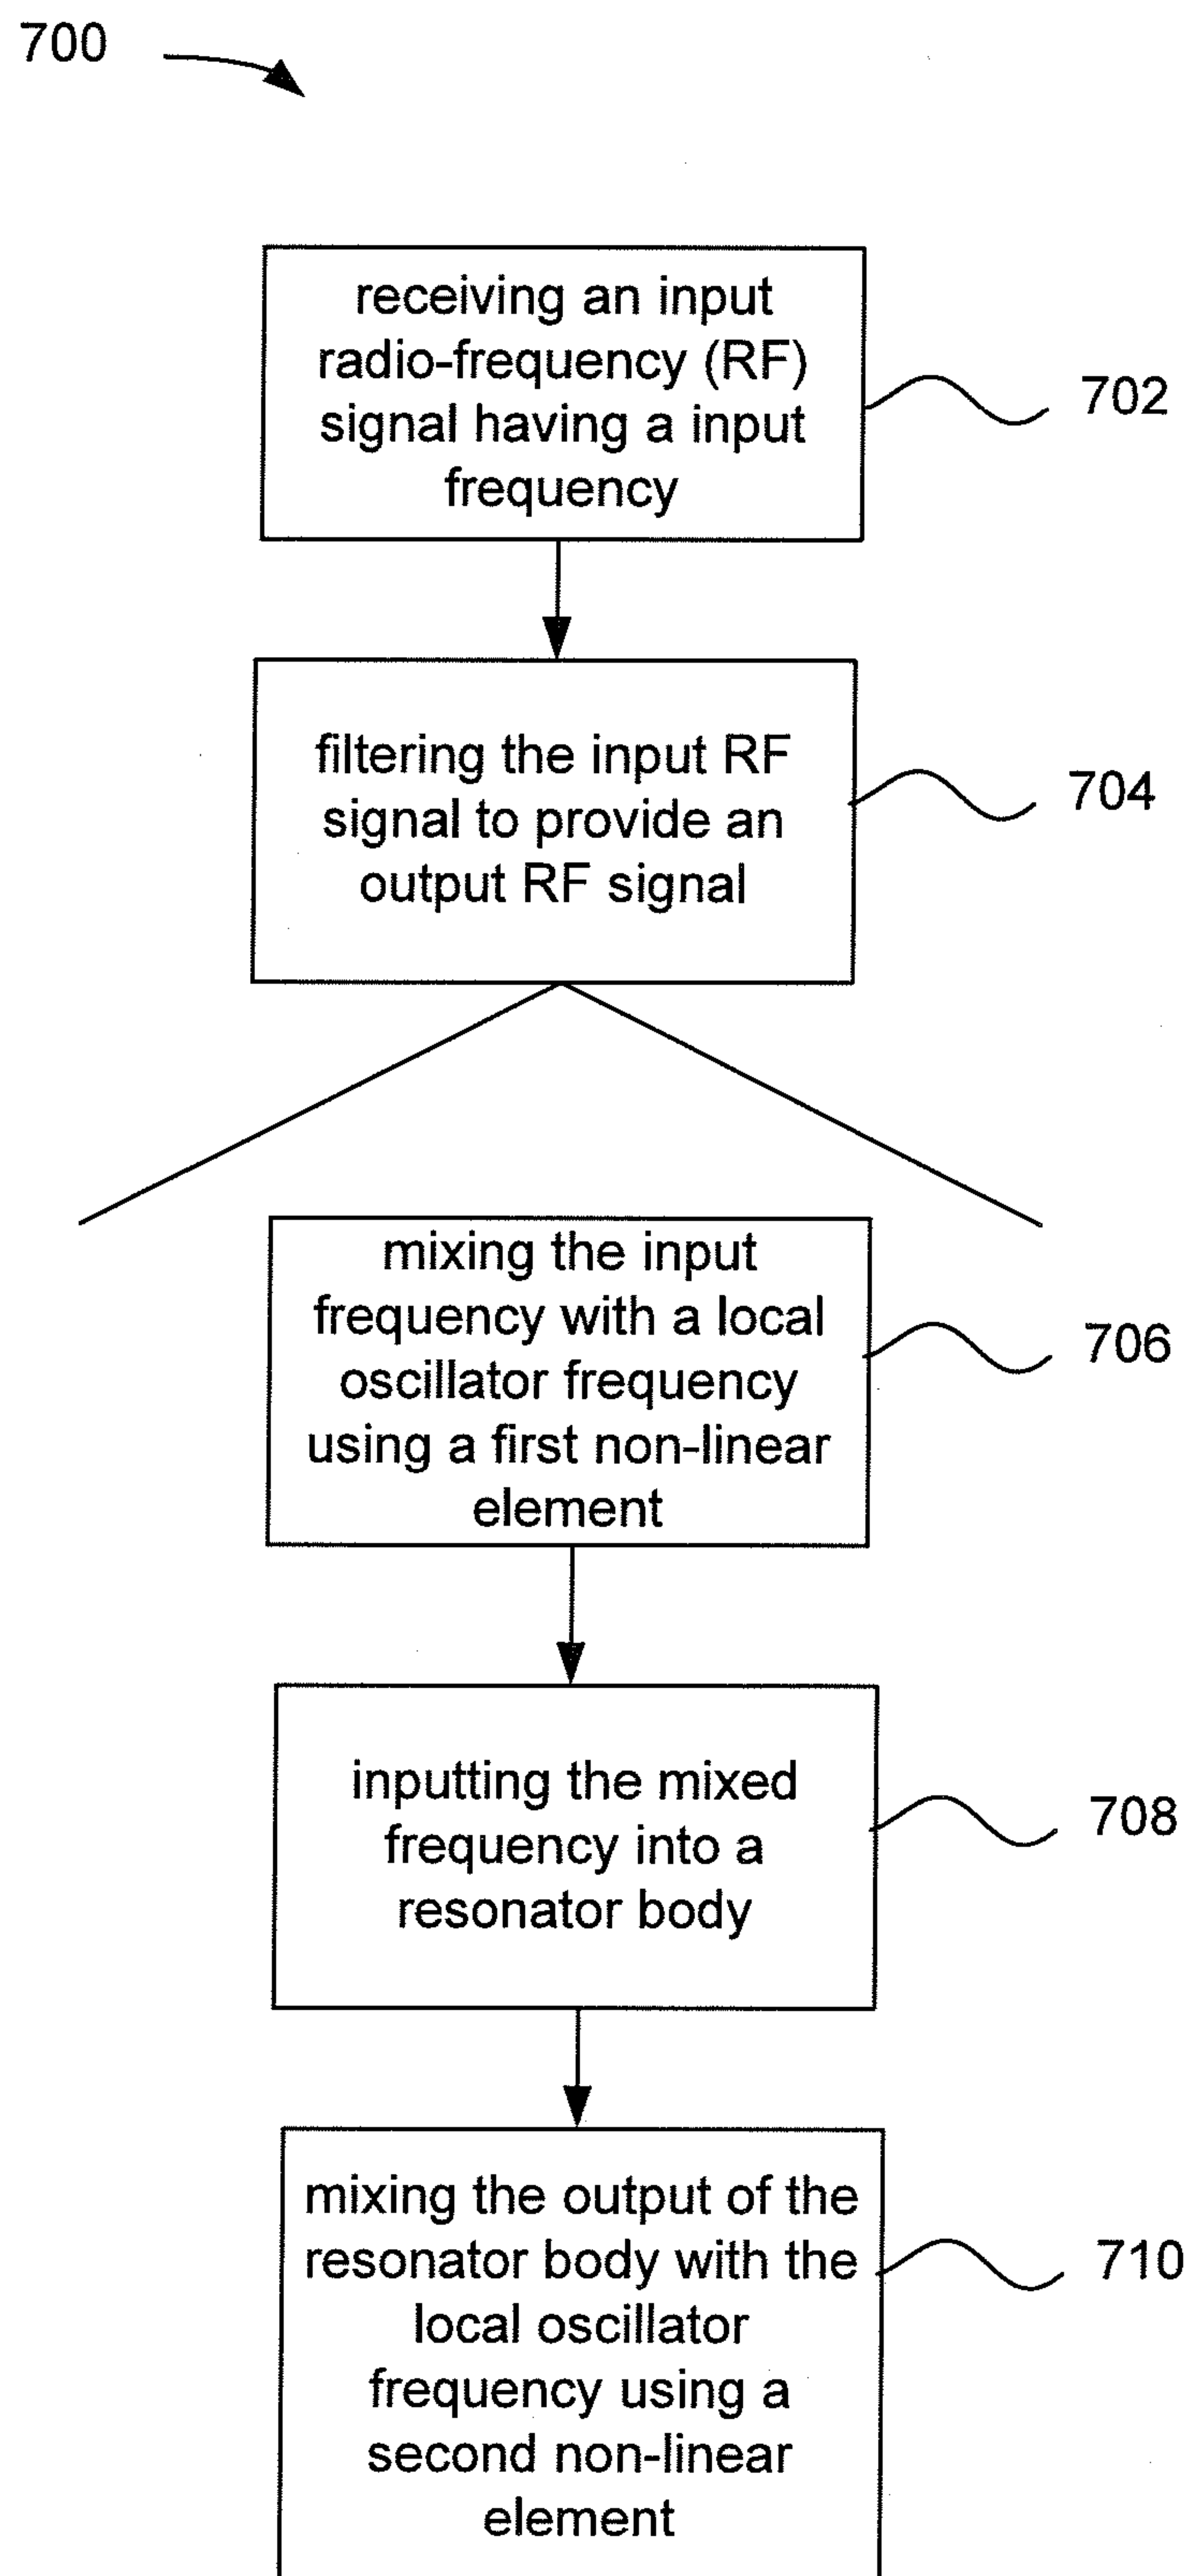 700
receiving an input
radio-frequency (RF)
signal having a input
frequency
702
filtering the input RF
signal to provide an
output RF signal
704
mixing the input
frequency with a local
oscillator frequency
using a first non-linear
element
706
inputting the mixed
frequency into a
resonator body
708
mixing the output of the
resonator body with the
local oscillator
frequency using a
second non-linear
element
710